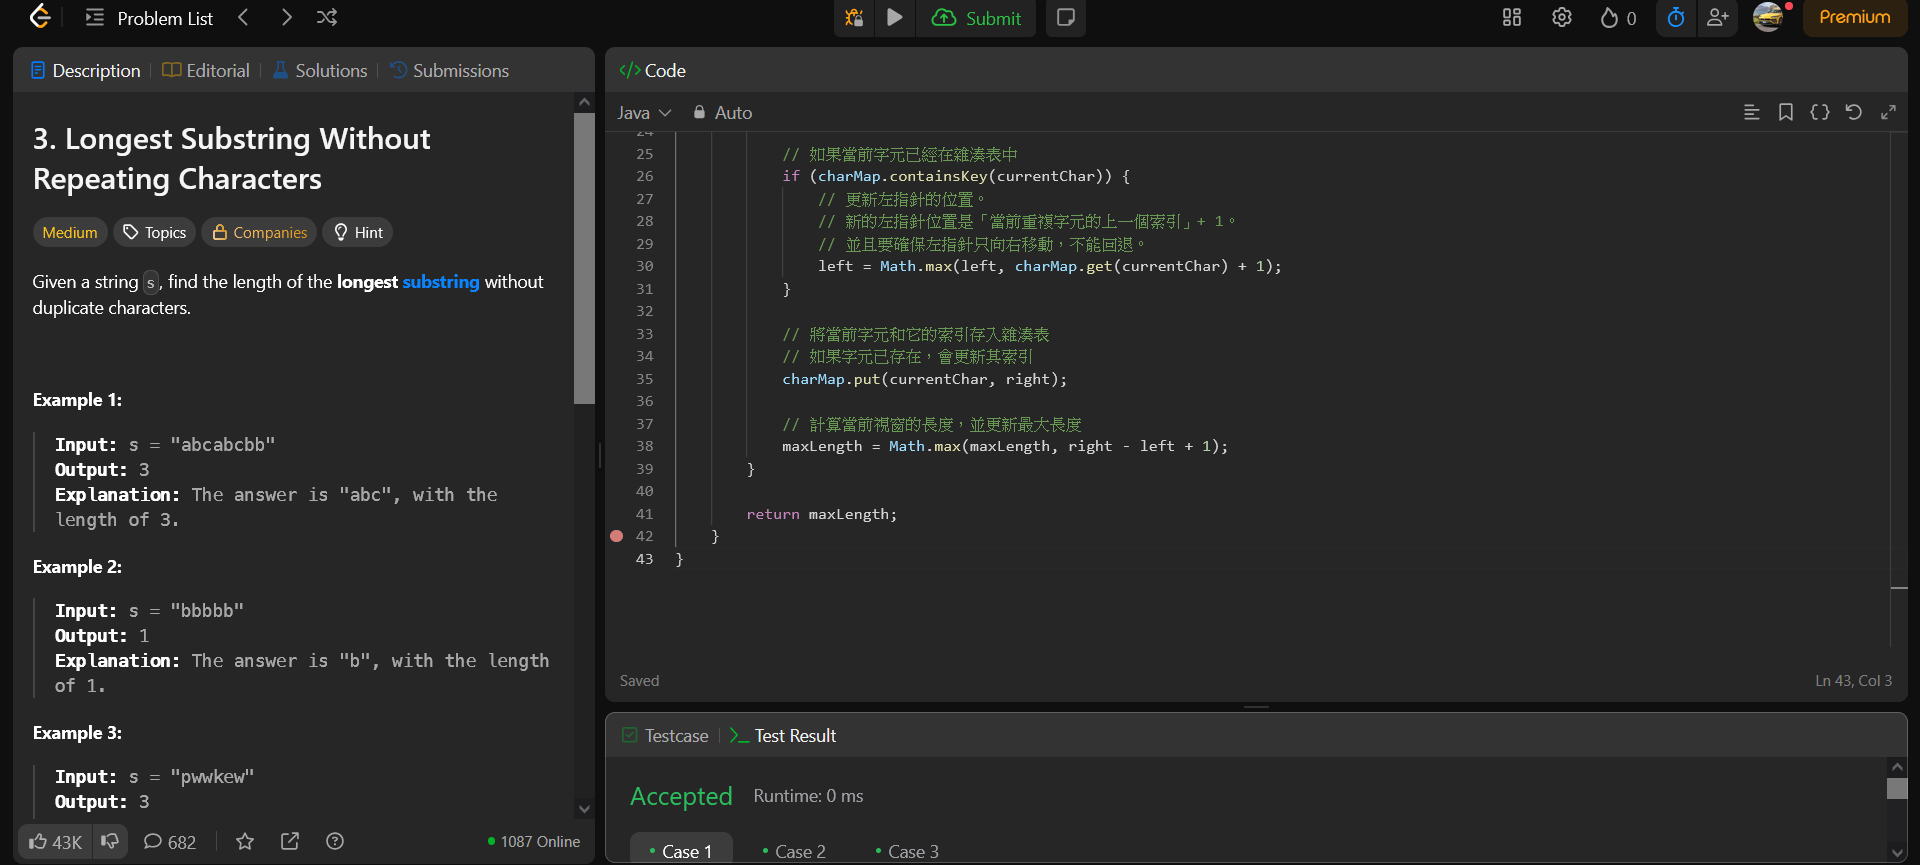 Problem List
Submit
0
Premium
Description
Editorial
Solutions
Submissions
3. Longest Substring Without
Repeating Characters
Medium
Topics
Companies
Hint
Given a string s, find the length of the longest substring without
duplicate characters.
Example 1:
Input: s = "abcabcbb"
Output: 3
Explanation: The answer is "abc", with the
length of 3.
Example 2:
Input: s = "bbbbb"
Output: 1
Explanation: The answer is "b", with the length
of 1.
Example 3:
Input: s = "pwwkew"
Output: 3
43K
682
1087 Online
Code
Java
Auto
24
25 // 如果當前字元已經在雜湊表中
26 if (charMap.containsKey(currentChar)) {
27 // 更新左指針的位置。
28 // 新的左指針位置是「當前重複字元的上一個索引」+ 1。
29 // 並且要確保左指針只向右移動，不能回退。
30 left = Math.max(left, charMap.get(currentChar) + 1);
31 }
32
33 // 將當前字元和它的索引存入雜湊表
34 // 如果字元已存在，會更新其索引
35 charMap.put(currentChar, right);
36
37 // 計算當前視窗的長度，並更新最大長度
38 maxLength = Math.max(maxLength, right - left + 1);
39 }
40
41 return maxLength;
42 }
43 }
Saved
Ln 43, Col 3
Testcase
Test Result
Accepted
Runtime: 0 ms
Case 1
Case 2
Case 3